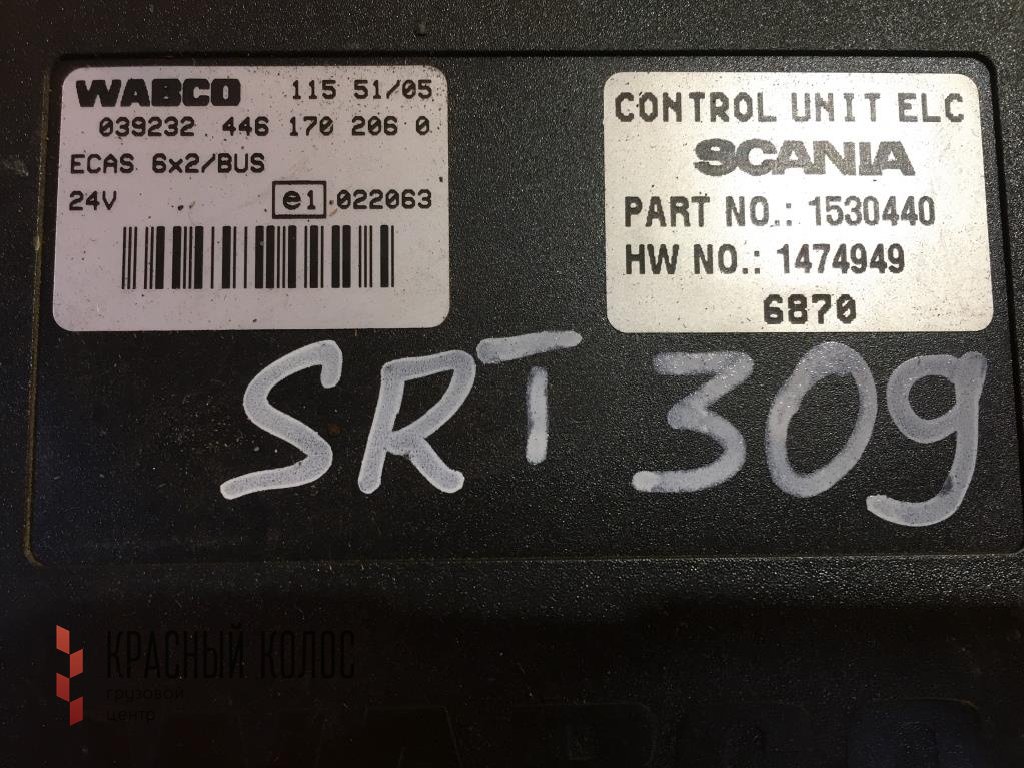 WABCO 115 51/05
039232 446 170 206 0
ECAS 6x2/BUS
24V e1 022063
CONTROL UNIT ELC
SCANIA
PART NO.: 1530440
HW NO.: 1474949
6870
SRT 309
КРАСНЫЙ КОЛОС
грузовой
центр